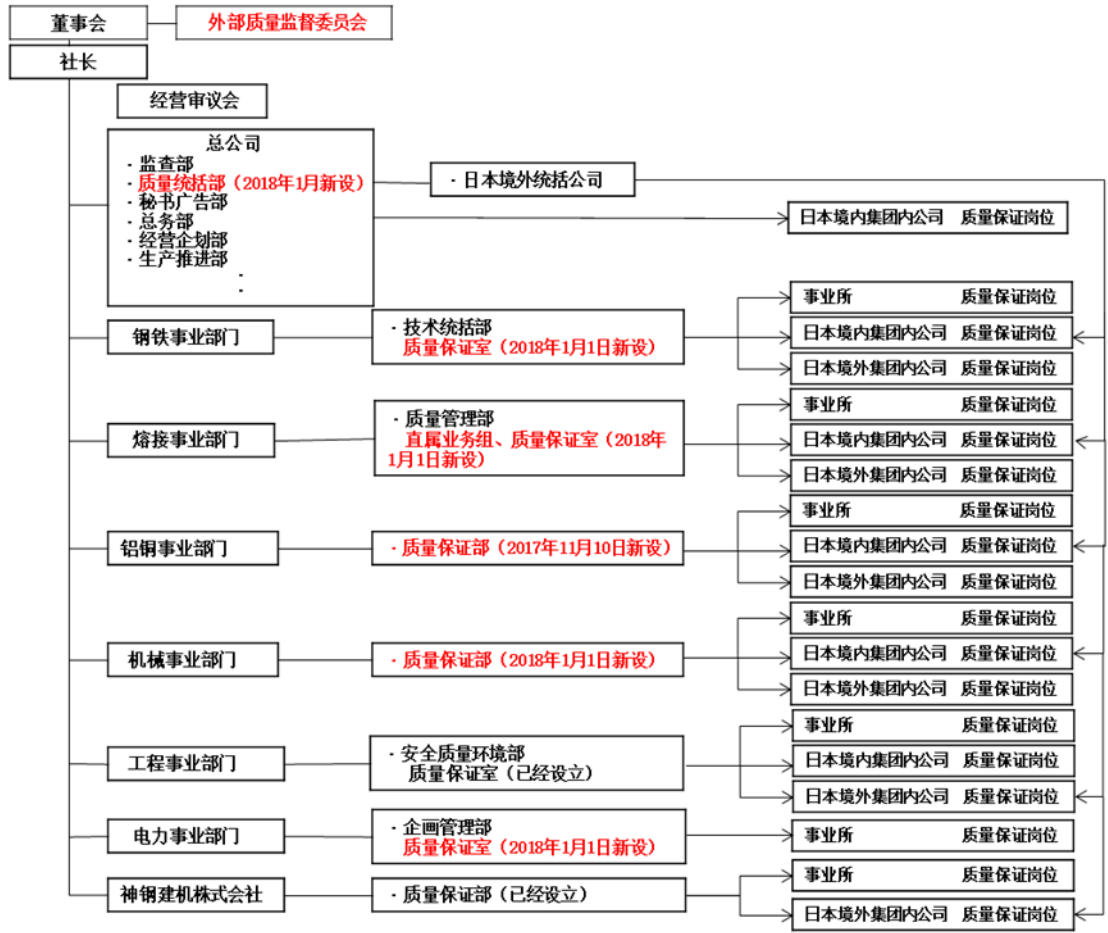 董事会
外部质量监督委员会
社长
经营审议会
总公司
· 监查部
· 质量统括部（2018年1月新设）
· 秘书广告部
· 总务部
· 经营企划部
· 生产推进部
·
·
· 日本境外统括公司
日本境内集团内公司 质量保证岗位
钢铁事业部门
· 技术统括部
质量保证室（2018年1月1日新设）
事业所 质量保证岗位
日本境内集团内公司 质量保证岗位
日本境外集团内公司 质量保证岗位
熔接事业部门
· 质量管理部
直属业务组、质量保证室（2018年
1月1日新设）
事业所 质量保证岗位
日本境内集团内公司 质量保证岗位
日本境外集团内公司 质量保证岗位
铝铜事业部门
· 质量保证部（2017年11月10日新设）
事业所 质量保证岗位
日本境内集团内公司 质量保证岗位
日本境外集团内公司 质量保证岗位
机械事业部门
· 质量保证部（2018年1月1日新设）
事业所 质量保证岗位
日本境内集团内公司 质量保证岗位
日本境外集团内公司 质量保证岗位
工程事业部门
· 安全质量环境部
质量保证室（已经设立）
事业所 质量保证岗位
日本境内集团内公司 质量保证岗位
日本境外集团内公司 质量保证岗位
电力事业部门
· 企画管理部
质量保证室（2018年1月1日新设）
事业所 质量保证岗位
神钢建机株式会社
· 质量保证部（已经设立）
事业所 质量保证岗位
日本境外集团内公司 质量保证岗位